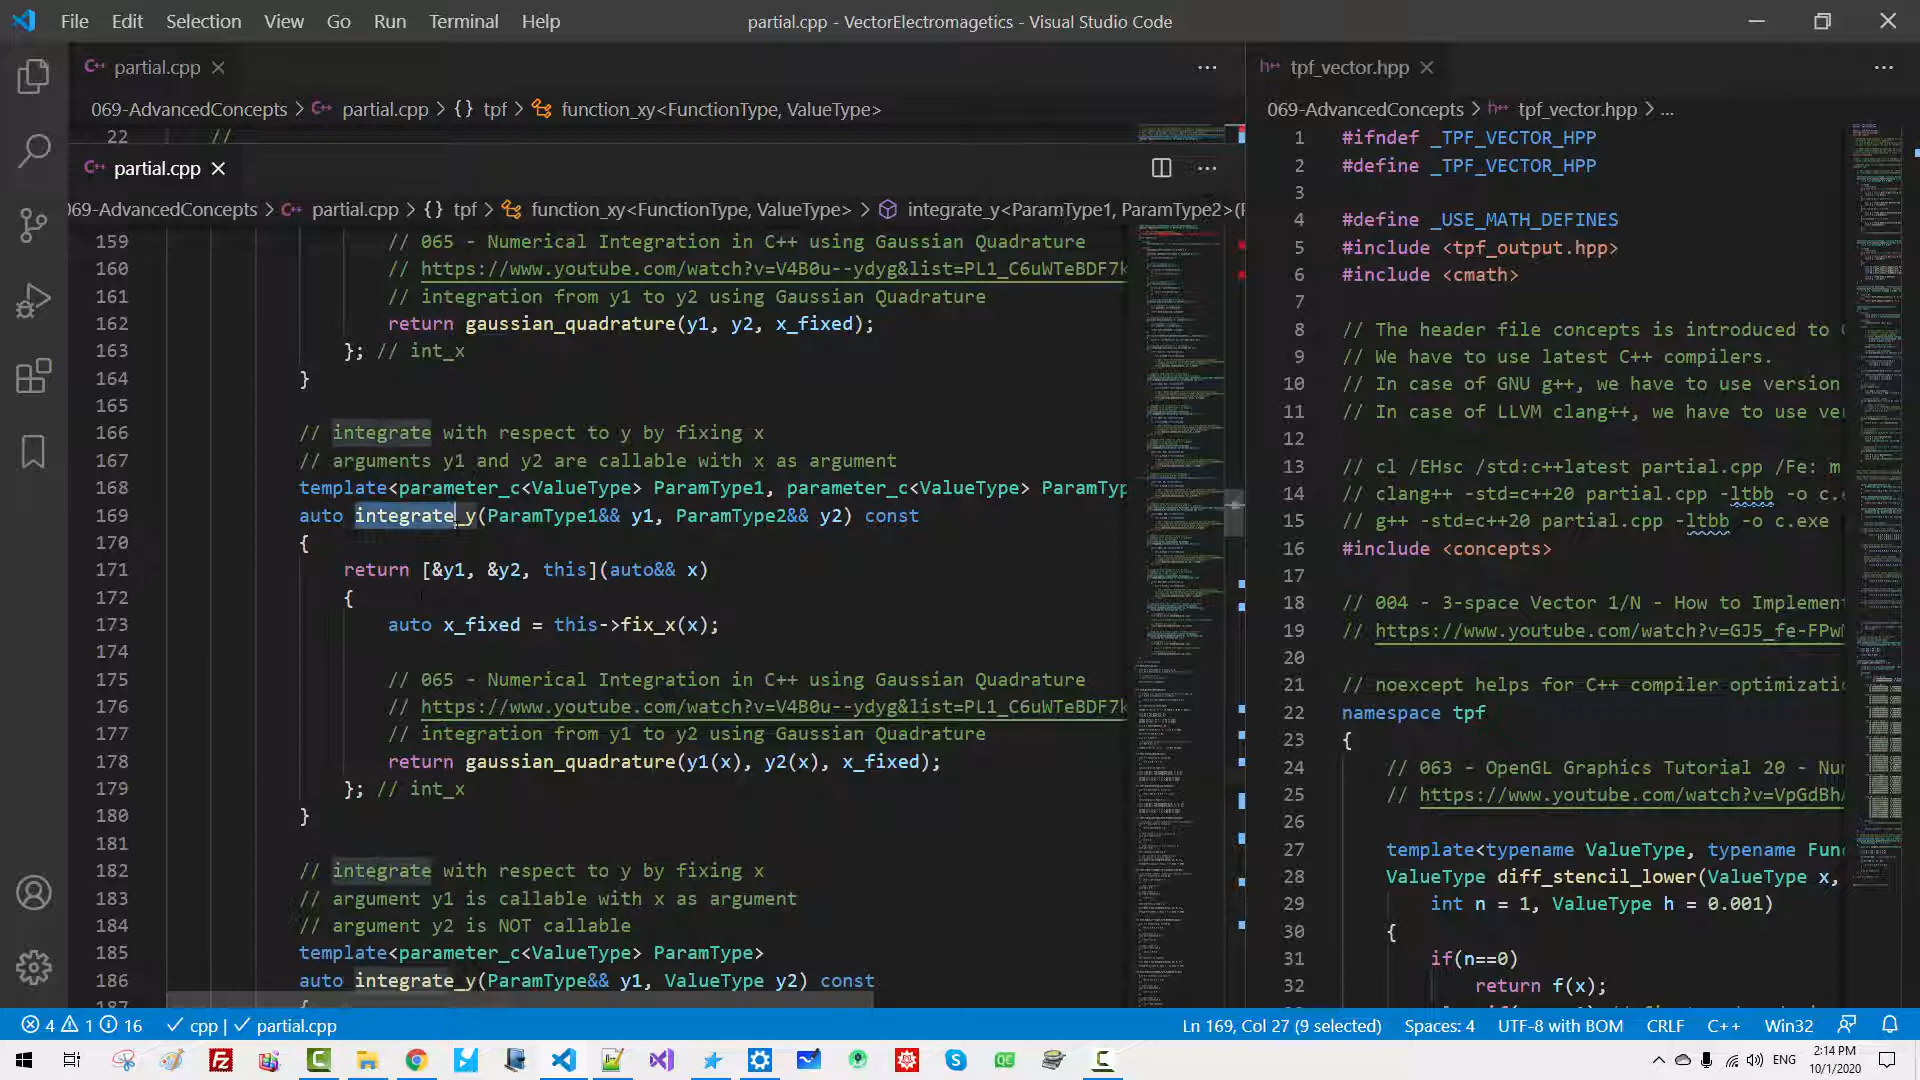 File Edit Selection View Go Run Terminal Help
partial.cpp - VectorElectromagetics - Visual Studio Code
C++ partial.cpp
069-AdvancedConcepts > C++ partial.cpp > {} tpf > function_xy<FunctionType, ValueType>
22 //
C++ partial.cpp
069-AdvancedConcepts > C++ partial.cpp > {} tpf > function_xy<FunctionType, ValueType> > integrate_y<ParamType1, ParamType2>(
159 // 065 - Numerical Integration in C++ using Gaussian Quadrature
160 // https://www.youtube.com/watch?v=V4B0u--ydyg&list=PL1_C6uWTeBDF7k
161 // integration from y1 to y2 using Gaussian Quadrature
162 return gaussian_quadrature(y1, y2, x_fixed);
163 }; // int_x
164 }
165
166 // integrate with respect to y by fixing x
167 // arguments y1 and y2 are callable with x as argument
168 template<parameter_c<ValueType> ParamType1, parameter_c<ValueType> ParamTyp
169 auto integrate_y(ParamType1&& y1, ParamType2&& y2) const
170 {
171 return [&y1, &y2, this](auto&& x)
172 {
173 auto x_fixed = this->fix_x(x);
174
175 // 065 - Numerical Integration in C++ using Gaussian Quadrature
176 // https://www.youtube.com/watch?v=V4B0u--ydyg&list=PL1_C6uWTeBDF7k
177 // integration from y1 to y2 using Gaussian Quadrature
178 return gaussian_quadrature(y1(x), y2(x), x_fixed);
179 }; // int_x
180 }
181
182 // integrate with respect to y by fixing x
183 // argument y1 is callable with x as argument
184 // argument y2 is NOT callable
185 template<parameter_c<ValueType> ParamType>
186 auto integrate_y(ParamType&& y1, ValueType y2) const
187 {
h++ tpf_vector.hpp
069-AdvancedConcepts > h++ tpf_vector.hpp > ...
1 #ifndef _TPF_VECTOR_HPP
2 #define _TPF_VECTOR_HPP
3
4 #define _USE_MATH_DEFINES
5 #include <tpf_output.hpp>
6 #include <cmath>
7
8 // The header file concepts is introduced to
9 // We have to use latest C++ compilers.
10 // In case of GNU g++, we have to use version
11 // In case of LLVM clang++, we have to use ve
12
13 // cl /EHsc /std:c++latest partial.cpp /Fe: m
14 // clang++ -std=c++20 partial.cpp -ltbb -o c.e
15 // g++ -std=c++20 partial.cpp -ltbb -o c.exe
16 #include <concepts>
17
18 // 004 - 3-space Vector 1/N - How to Implement
19 // https://www.youtube.com/watch?v=GJ5_fe-FPw
20
21 // noexcept helps for C++ compiler optimizati
22 namespace tpf
23 {
24 // 063 - OpenGL Graphics Tutorial 20 - Nu
25 // https://www.youtube.com/watch?v=VpGdBh
26
27 template<typename ValueType, typename Fun
28 ValueType diff_stencil_lower(ValueType x,
29 int n = 1, ValueType h = 0.001)
30 {
31 if(n==0)
32 return f(x);
4 1 16 cpp | partial.cpp
Ln 169, Col 27 (9 selected) Spaces: 4 UTF-8 with BOM CRLF C++ Win32
ENG
2:14 PM
10/1/2020